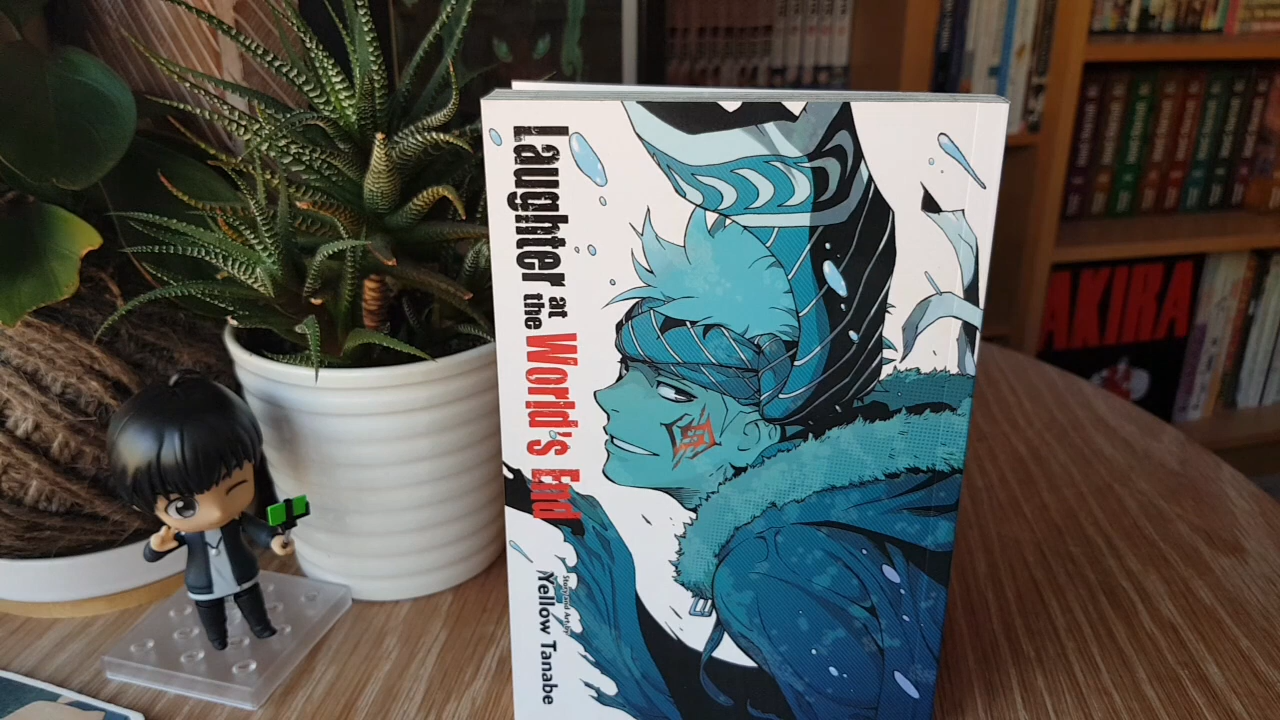 Laughter
at
the
World's End
Story and Art by
Yellow Tanabe
AKIRA